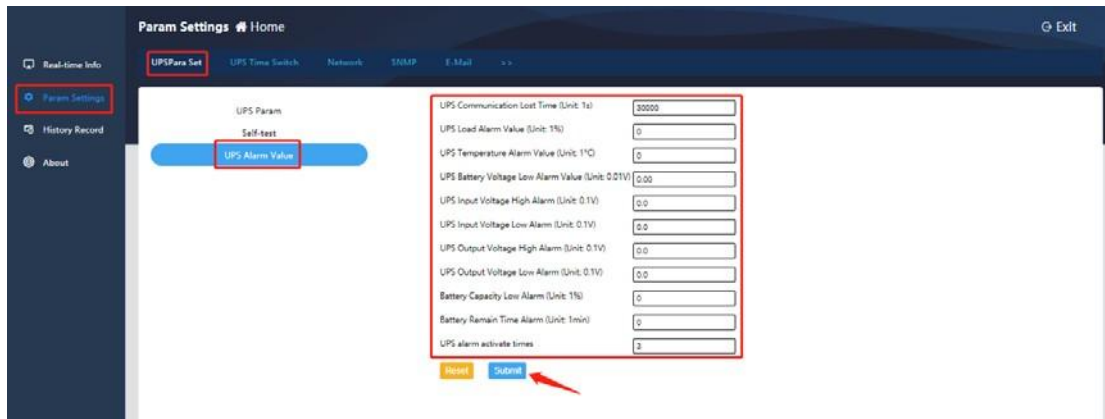 Param Settings Home
Exit
Real-time Info
Param Settings
History Record
About
UPSPara Set UPS Time Switch Network SNMP E-Mail >>
UPS Param
Self-test
UPS Alarm Value
UPS Communication Lost Time (Unit: 1s) 30000
UPS Load Alarm Value (Unit: 1%) 0
UPS Temperature Alarm Value (Unit: 1°C) 0
UPS Battery Voltage Low Alarm Value (Unit: 0.01V) 0.00
UPS Input Voltage High Alarm (Unit: 0.1V) 0.0
UPS Input Voltage Low Alarm (Unit: 0.1V) 0.0
UPS Output Voltage High Alarm (Unit: 0.1V) 0.0
UPS Output Voltage Low Alarm (Unit: 0.1V) 0.0
Battery Capacity Low Alarm (Unit: 1%) 0
Battery Remain Time Alarm (Unit: 1min) 0
UPS alarm activate times 3
Reset Submit